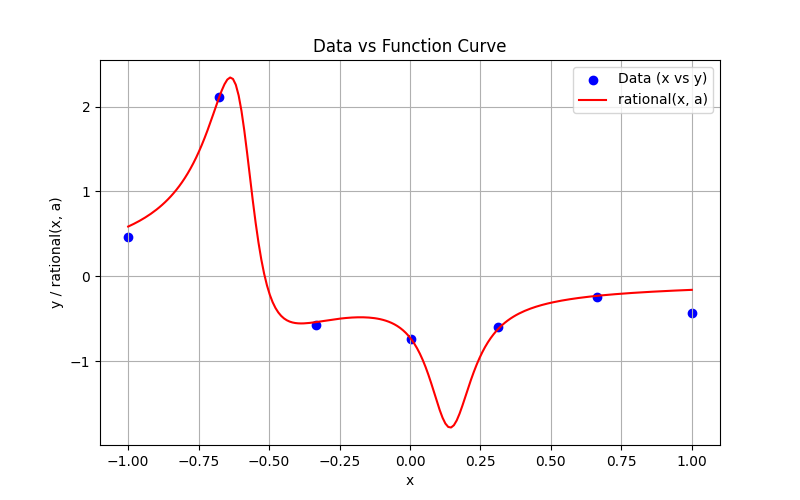 Data vs Function Curve
Data (x vs y)
rational(x, a)
y / rational(x, a)
2
1
0
−1
−1.00 −0.75 −0.50 −0.25 0.00 0.25 0.50 0.75 1.00
x